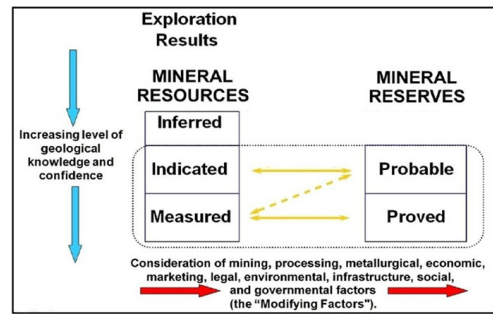 Exploration
Results
MINERAL
RESOURCES
MINERAL
RESERVES
Increasing level of
geological
knowledge and
confidence
Inferred
Indicated
Probable
Measured
Proved
Consideration of mining, processing, metallurgical, economic,
marketing, legal, environmental, infrastructure, social,
and governmental factors
(the “Modifying Factors").